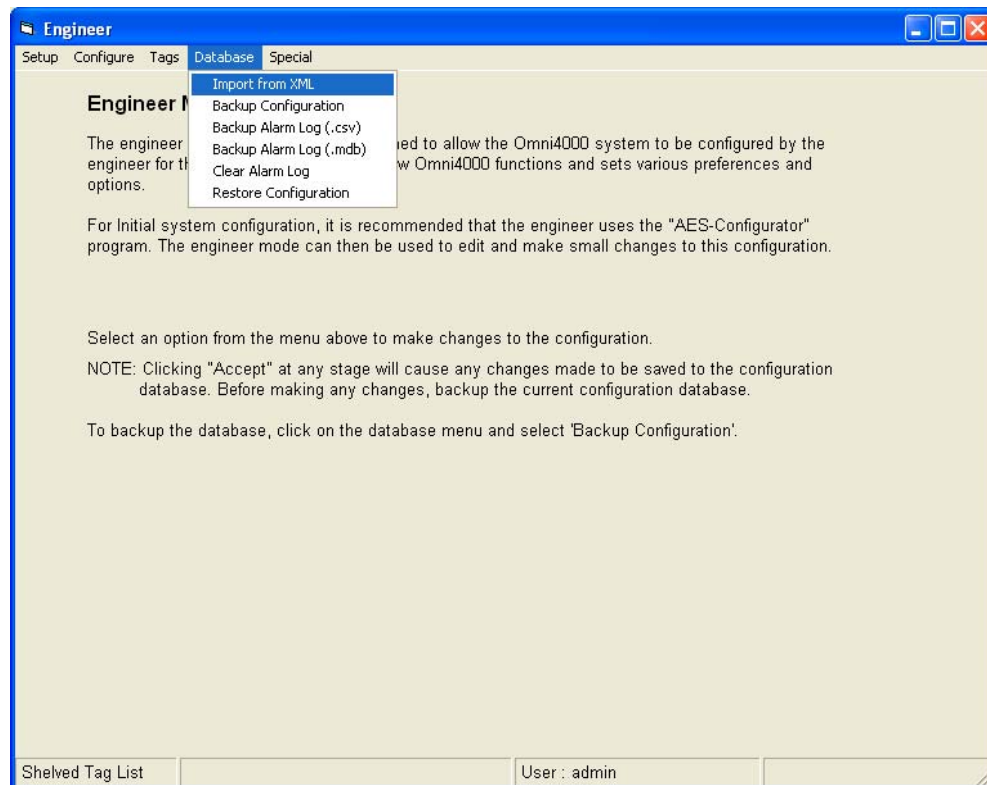 Engineer
Setup Configure Tags Database Special
Import from XML
Backup Configuration
Backup Alarm Log (.csv)
Backup Alarm Log (.mdb)
Clear Alarm Log
Restore Configuration
Engineer
The engineer ned to allow the Omni4000 system to be configured by the
engineer for th w Omni4000 functions and sets various preferences and
options.
For Initial system configuration, it is recommended that the engineer uses the "AES-Configurator"
program. The engineer mode can then be used to edit and make small changes to this configuration.
Select an option from the menu above to make changes to the configuration.
NOTE: Clicking "Accept" at any stage will cause any changes made to be saved to the configuration
database. Before making any changes, backup the current configuration database.
To backup the database, click on the database menu and select 'Backup Configuration'.
Shelved Tag List User : admin